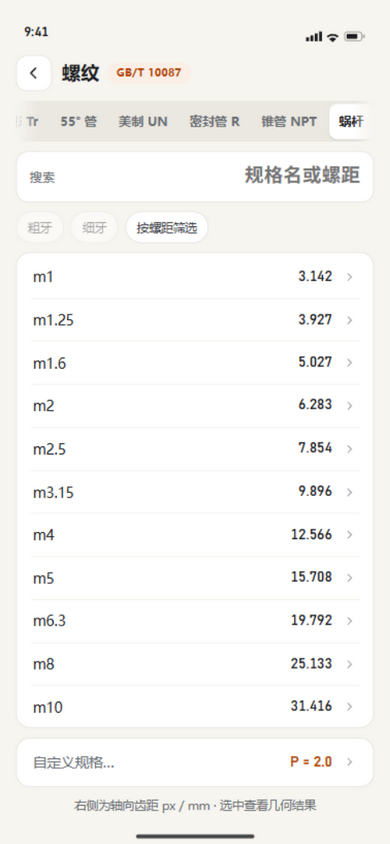 9:41
螺纹 GB/T 10087
Tr 55° 管 美制 UN 密封管 R 锥管 NPT 蜗杆
搜索 规格名或螺距
粗牙 细牙 按螺距筛选
m1 3.142
m1.25 3.927
m1.6 5.027
m2 6.283
m2.5 7.854
m3.15 9.896
m4 12.566
m5 15.708
m6.3 19.792
m8 25.133
m10 31.416
自定义规格... P = 2.0
右侧为轴向齿距 px / mm · 选中查看几何结果